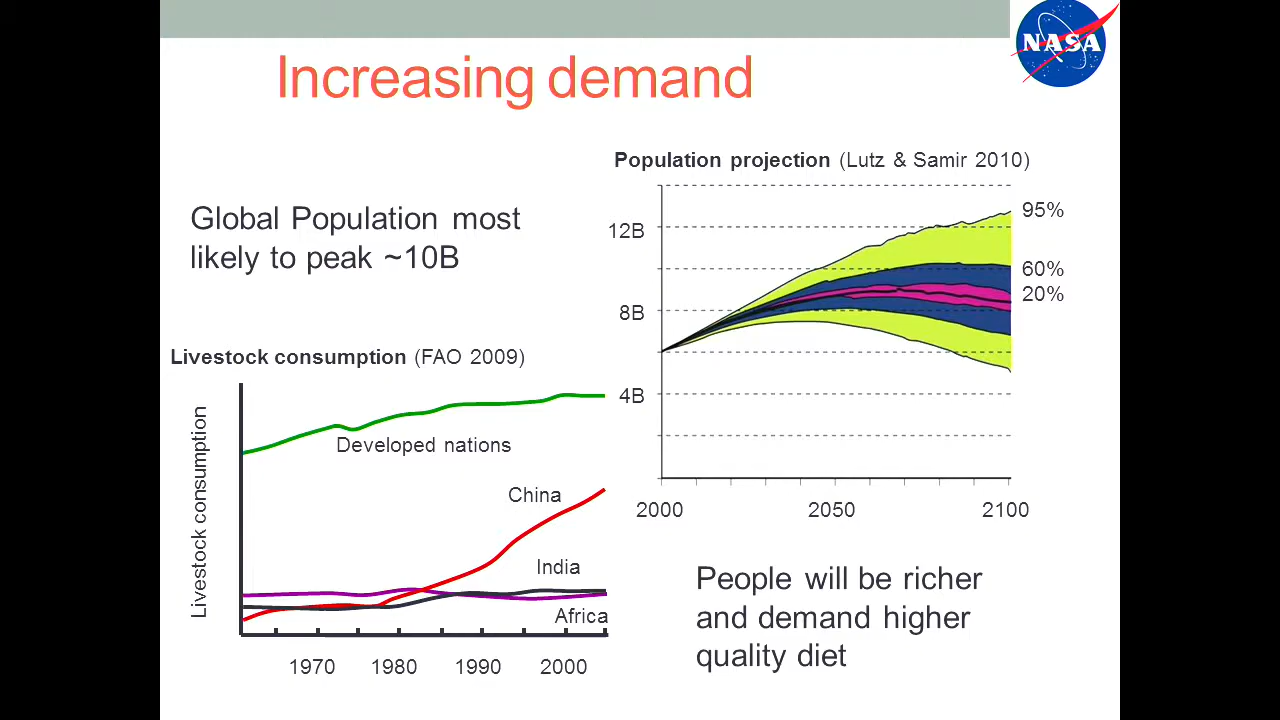 NASA
Increasing demand
Global Population most
likely to peak ~10B
Population projection (Lutz & Samir 2010)
95%
12B
60%
20%
8B
4B
2000 2050 2100
Livestock consumption (FAO 2009)
Livestock consumption
Developed nations
China
India
Africa
1970 1980 1990 2000
People will be richer
and demand higher
quality diet